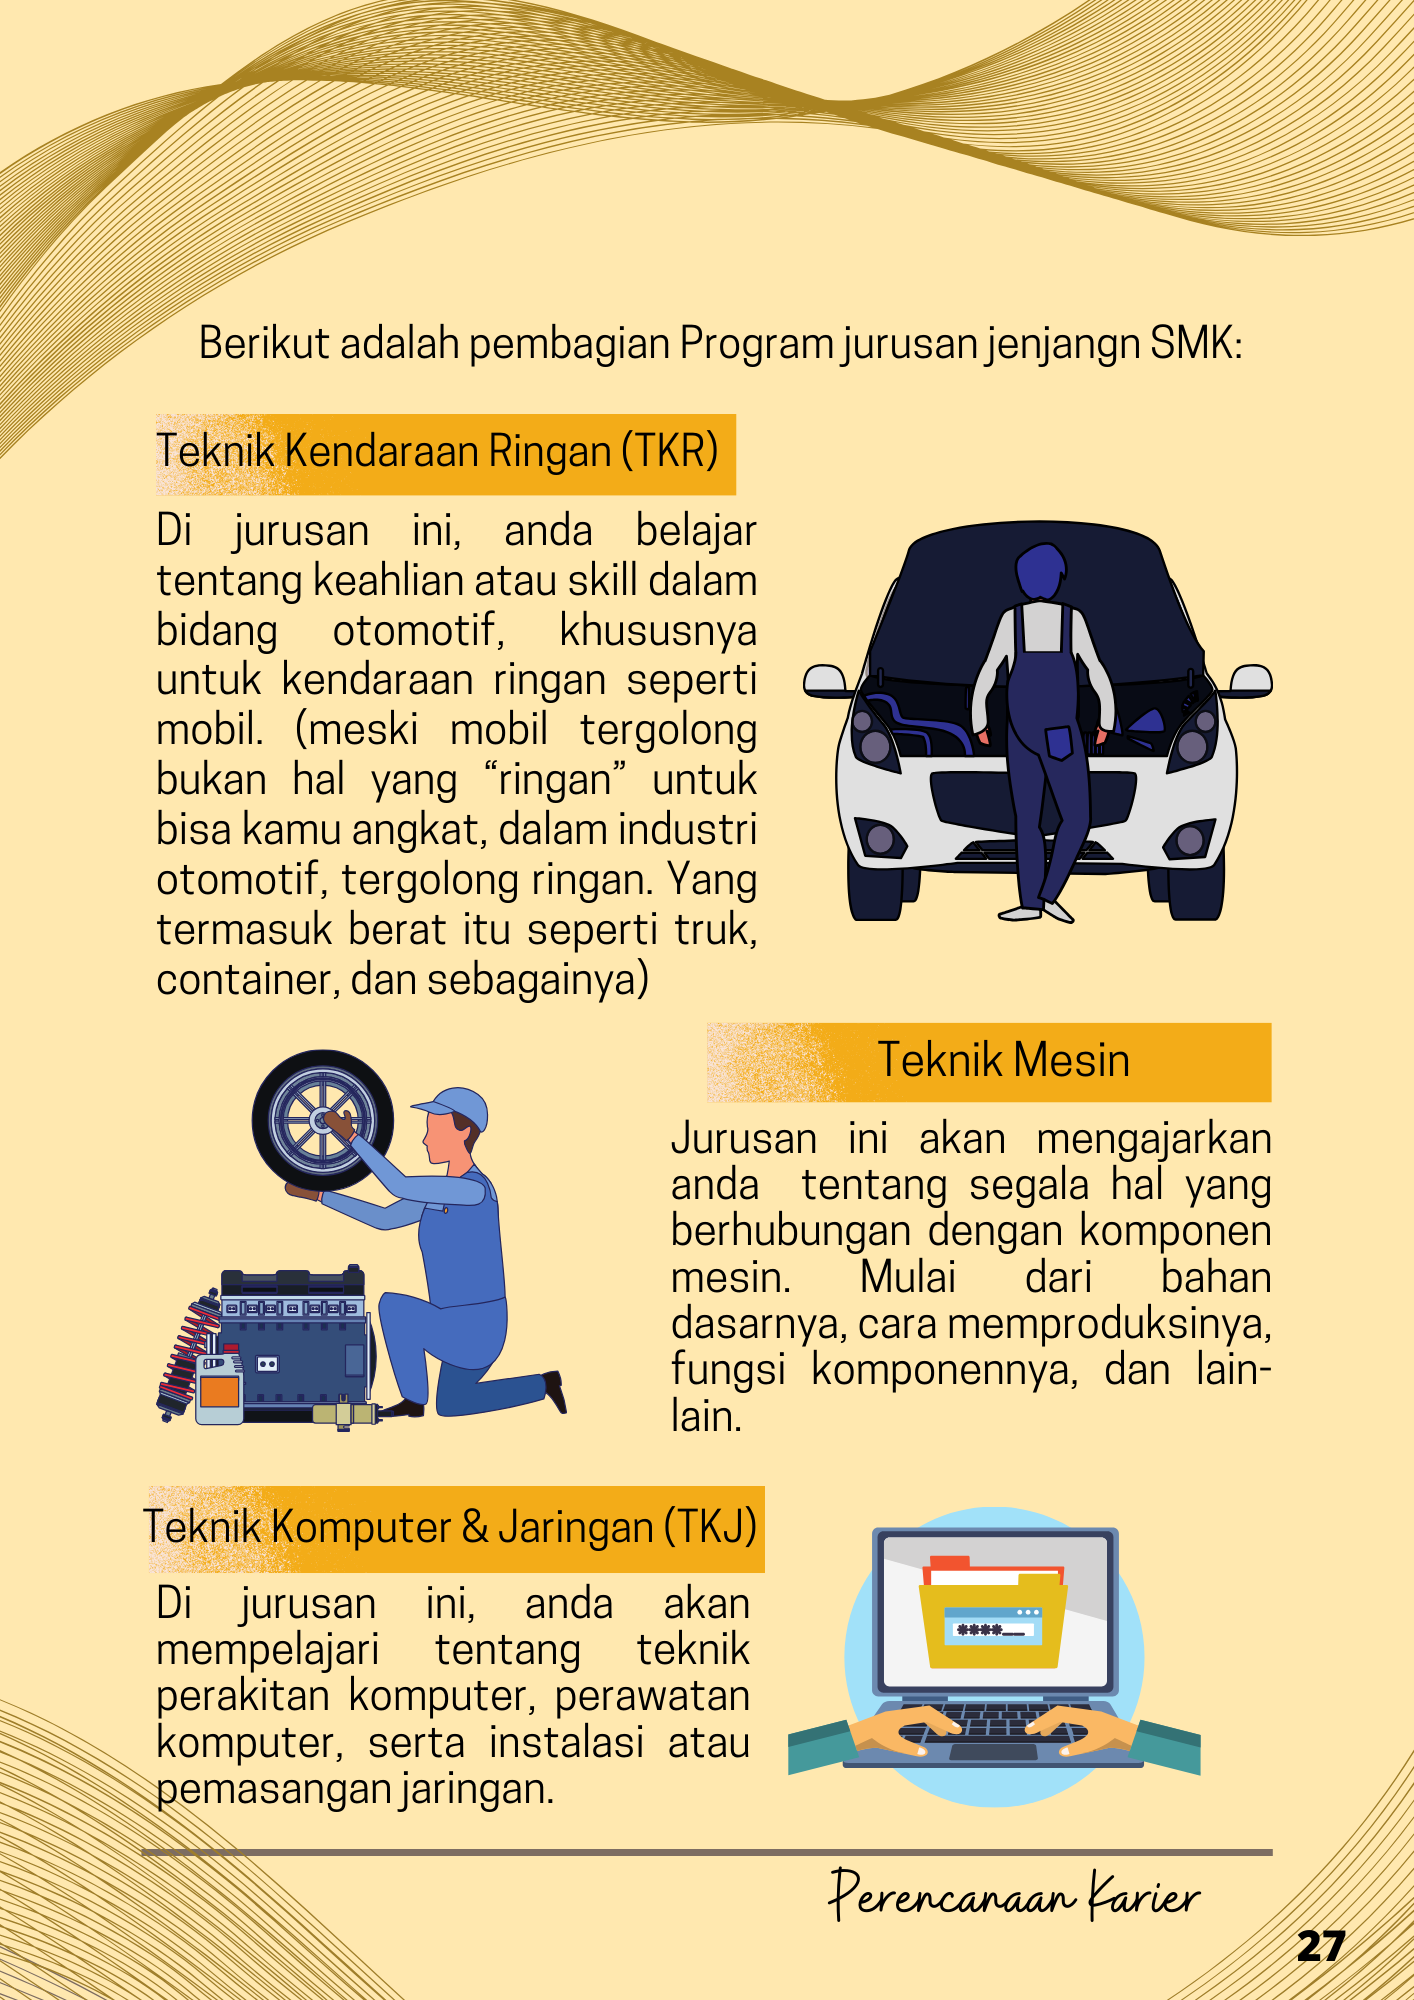 Berikut adalah pembagian Program jurusan jenjangn SMK:
Teknik Kendaraan Ringan (TKR)
Di jurusan ini, anda belajar
tentang keahlian atau skill dalam
bidang otomotif, khususnya
untuk kendaraan ringan seperti
mobil. (meski mobil tergolong
bukan hal yang “ringan” untuk
bisa kamu angkat, dalam industri
otomotif, tergolong ringan. Yang
termasuk berat itu seperti truk,
container, dan sebagainya)
Teknik Mesin
Jurusan ini akan mengajarkan
anda tentang segala hal yang
berhubungan dengan komponen
mesin. Mulai dari bahan
dasarnya, cara memproduksinya,
fungsi komponennya, dan lain-
lain.
Teknik Komputer & Jaringan (TKJ)
Di jurusan ini, anda akan
mempelajari tentang teknik
perakitan komputer, perawatan
komputer, serta instalasi atau
pemasangan jaringan.
****__
Perencanaan Karier
27